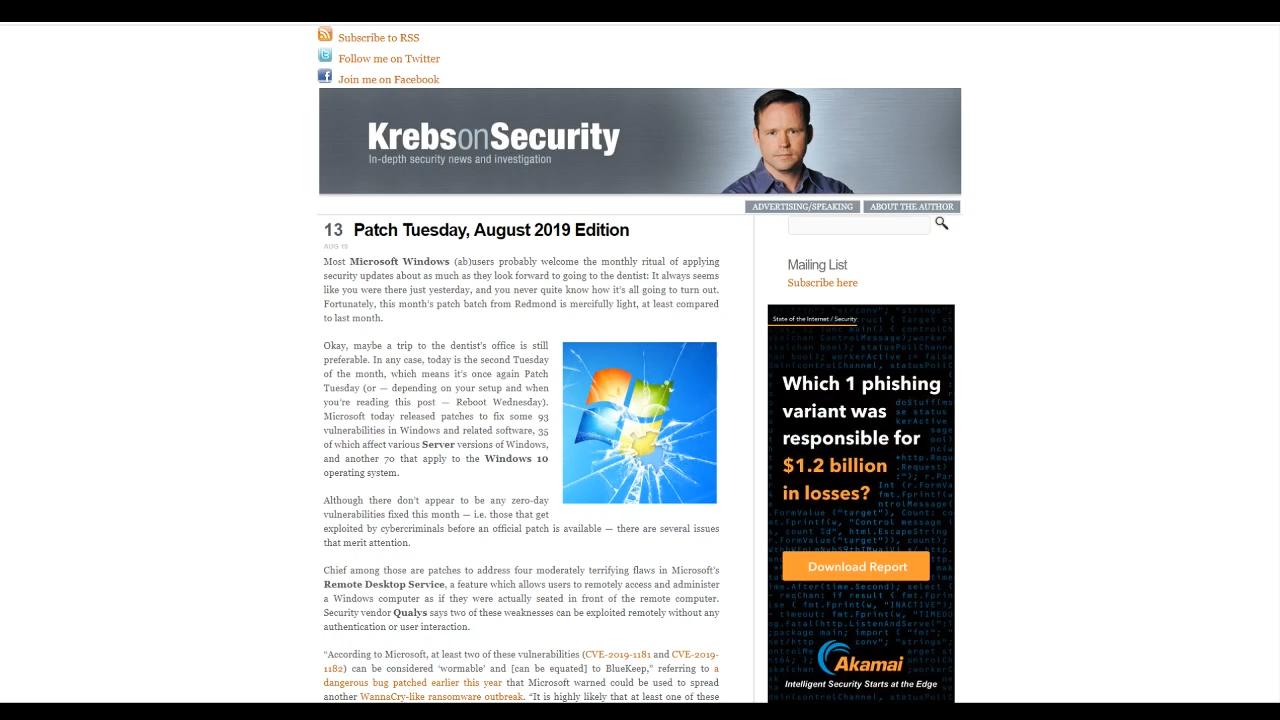 Subscribe to RSS
Follow me on Twitter
Join me on Facebook
KrebsonSecurity
In-depth security news and investigation
ADVERTISING/SPEAKING
ABOUT THE AUTHOR
13 Patch Tuesday, August 2019 Edition
AUG 19
Most Microsoft Windows (ab)users probably welcome the monthly ritual of applying
security updates about as much as they look forward to going to the dentist: It always seems
like you were there just yesterday, and you never quite know how it's all going to turn out.
Fortunately, this month's patch batch from Redmond is mercifully light, at least compared
to last month.
Okay, maybe a trip to the dentist's office is still
preferable. In any case, today is the second Tuesday
of the month, which means it's once again Patch
Tuesday (or — depending on your setup and when
you're reading this post — Reboot Wednesday).
Microsoft today released patches to fix some 93
vulnerabilities in Windows and related software, 35
of which affect various Server versions of Windows,
and another 70 that apply to the Windows 10
operating system.
Although there don't appear to be any zero-day
vulnerabilities fixed this month — i.e. those that get
exploited by cybercriminals before an official patch is available — there are several issues
that merit attention.
Chief among those are patches to address four moderately terrifying flaws in Microsoft's
Remote Desktop Service, a feature which allows users to remotely access and administer
a Windows computer as if they were actually seated in front of the remote computer.
Security vendor Qualys says two of these weaknesses can be exploited remotely without any
authentication or user interaction.
"According to Microsoft, at least two of these vulnerabilities (CVE-2019-1181 and CVE-2019-
1182) can be considered 'wormable' and [can be equated] to BlueKeep," referring to a
dangerous bug patched earlier this year that Microsoft warned could be used to spread
another WannaCry-like ransomware outbreak. "It is highly likely that at least one of these
Mailing List
Subscribe here
State of the Internet / Security
Which 1 phishing
variant was
responsible for
$1.2 billion
in losses?
Download Report
Akamai
Intelligent Security Starts at the Edge